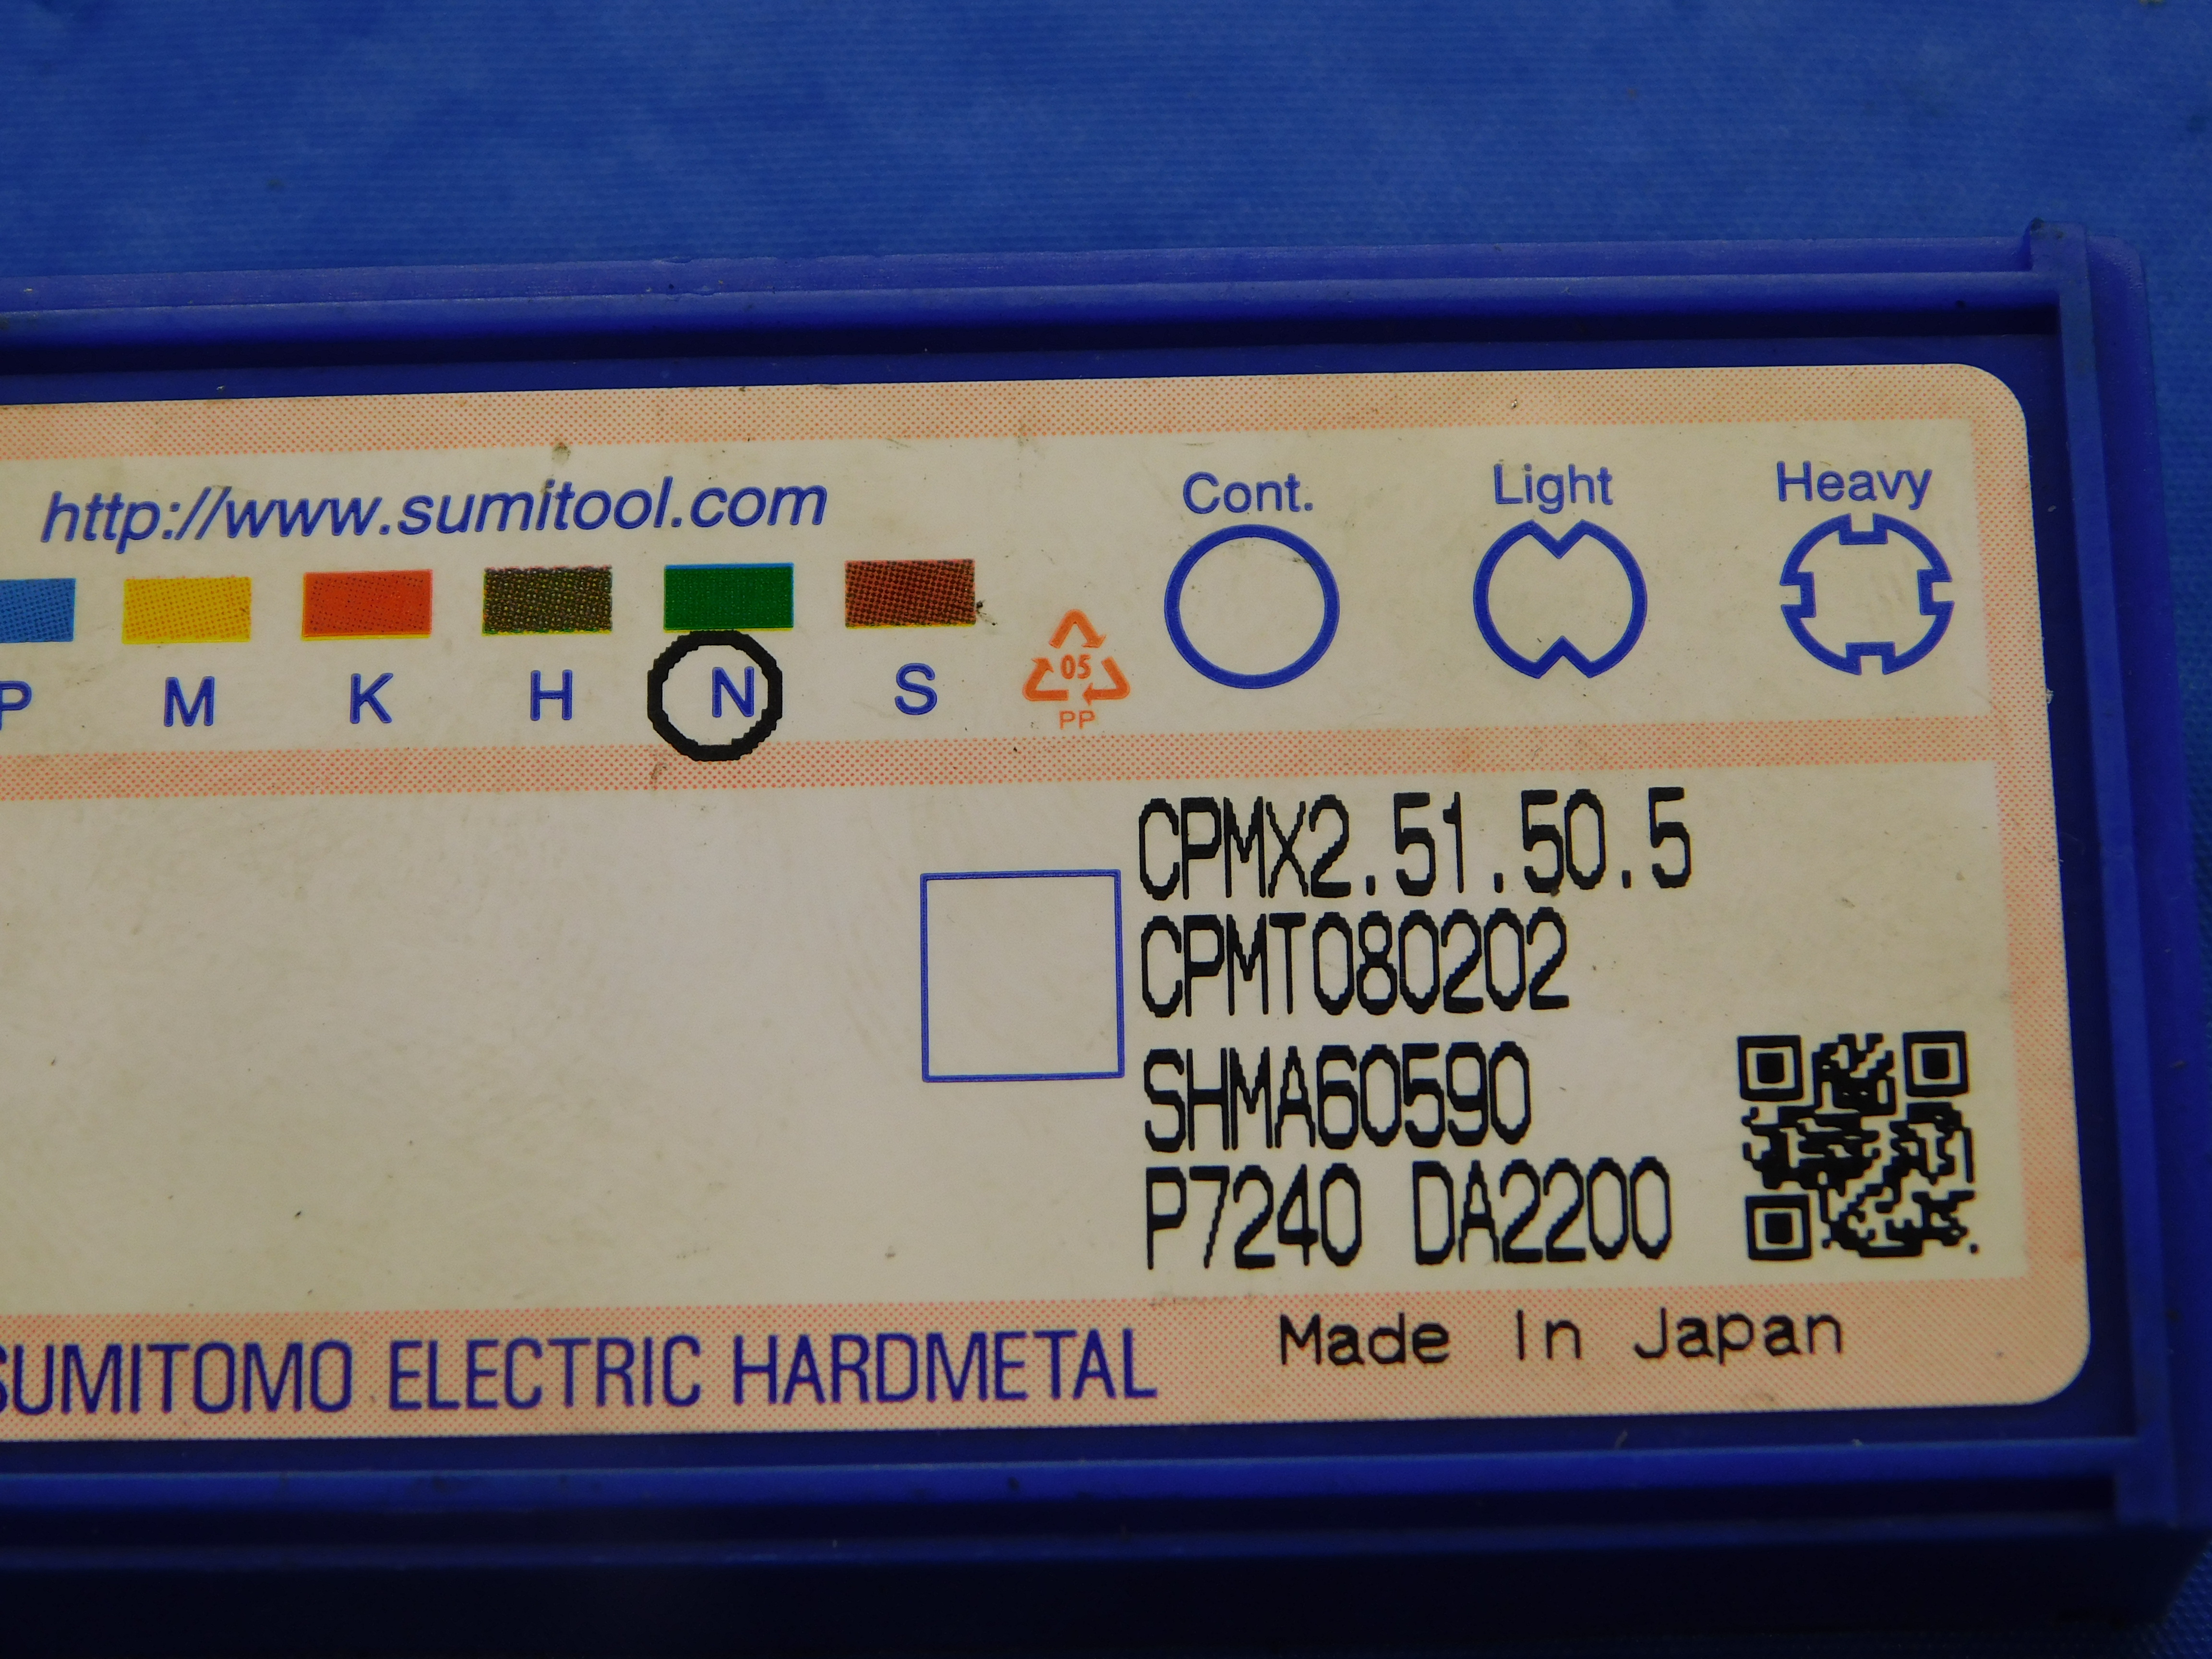 http://www.sumitool.com
Cont. Light Heavy
P M K H N S
05
PP
CPMX2.51.50.5
CPMT080202
SHMA60590
P7240 DA2200
Made In Japan
SUMITOMO ELECTRIC HARDMETAL